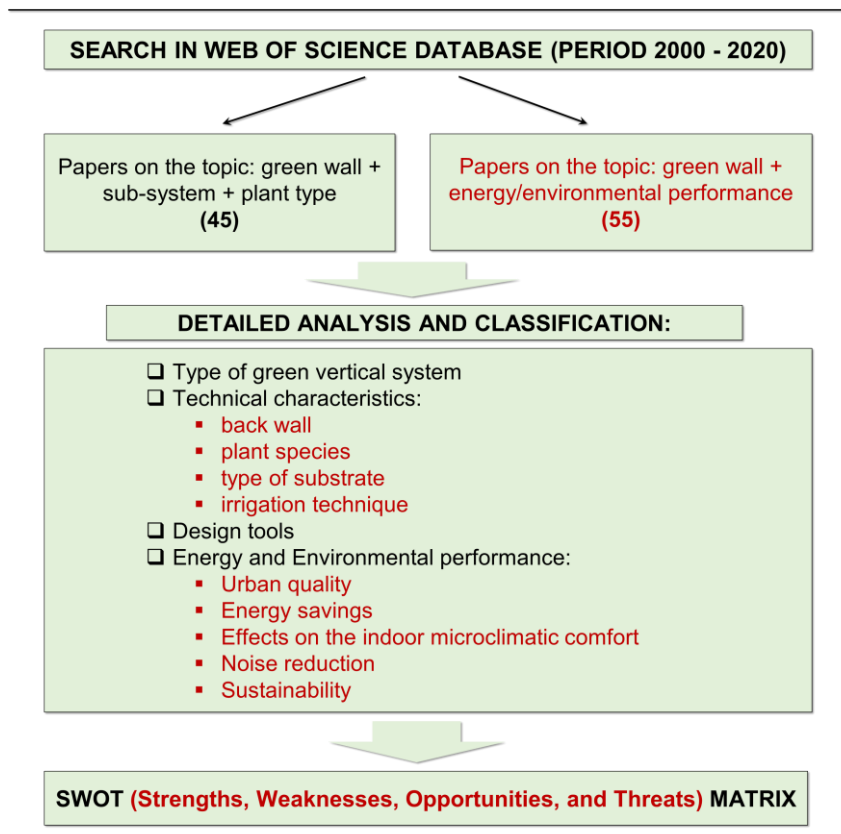 SEARCH IN WEB OF SCIENCE DATABASE (PERIOD 2000 - 2020)
Papers on the topic: green wall +
sub-system + plant type
(45)
Papers on the topic: green wall +
energy/environmental performance
(55)
DETAILED ANALYSIS AND CLASSIFICATION:
❑ Type of green vertical system
❑ Technical characteristics:
▪ back wall
▪ plant species
▪ type of substrate
▪ irrigation technique
❑ Design tools
❑ Energy and Environmental performance:
▪ Urban quality
▪ Energy savings
▪ Effects on the indoor microclimatic comfort
▪ Noise reduction
▪ Sustainability
SWOT (Strengths, Weaknesses, Opportunities, and Threats) MATRIX